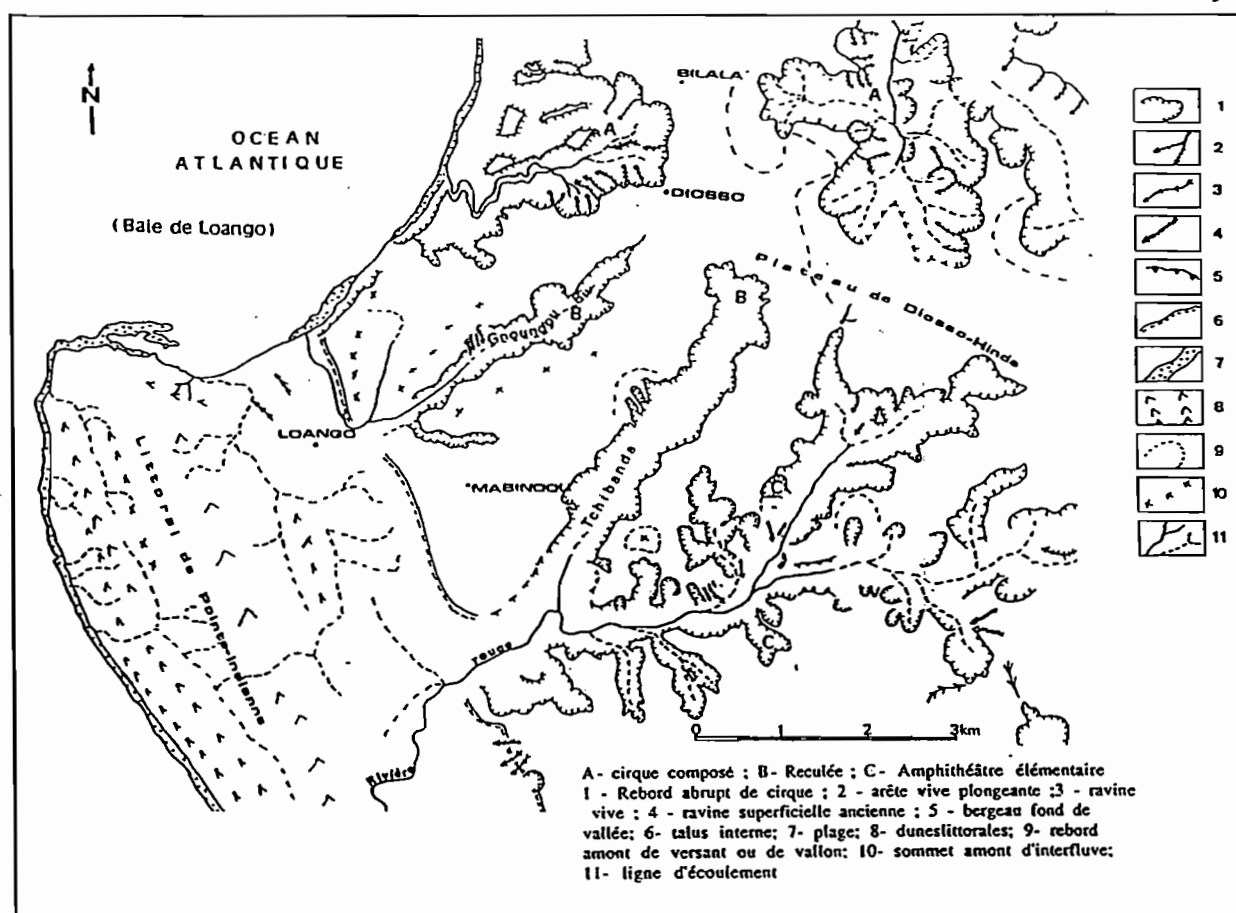 N
OCEAN
ATLANTIQUE
(Baie de Loango)
BILALA
A
A
DIOSSO
Plateau de Diosso-Hinda
B
B
Gnoundou
A
LOANGO
MABINDOU
Tchibanda
C
C
Littoral de Pointe-Indienne
Rivière
rouge
0 1 2 3km
1
2
3
4
5
6
7
8
9
10
11
A- cirque composé ; B- Reculée ; C- Amphithéâtre élémentaire
1 - Rebord abrupt de cirque ; 2 - arête vive plongeante ;3 - ravine
vive ; 4 - ravine superficielle ancienne ; 5 - bergeau fond de
vallée; 6- talus interne; 7- plage; 8- duneslittorales; 9- rebord
amont de versant ou de vallon; 10- sommet amont d'interfluve;
11- ligne d'écoulement